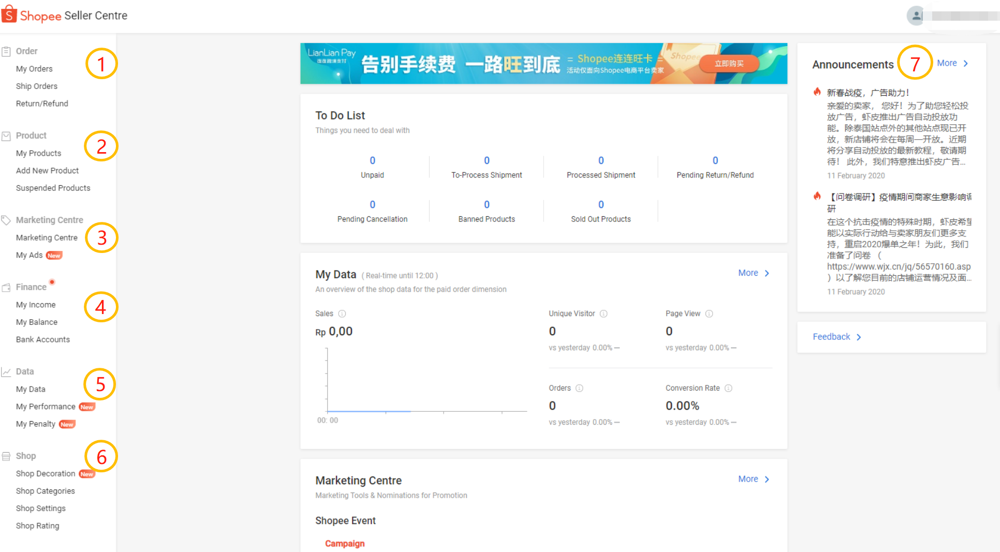 Shopee Seller Centre
Order
1
My Orders
Ship Orders
Return/Refund
Product
2
My Products
Add New Product
Suspended Products
Marketing Centre
3
Marketing Centre
My Ads New
Finance
4
My Income
My Balance
Bank Accounts
Data
5
My Data
My Performance New
My Penalty New
Shop
6
Shop Decoration New
Shop Categories
Shop Settings
Shop Rating
LianLian Pay
连连跨境支付
告别手续费 一路旺到底
= Shopee连连旺卡 =
活动仅面向Shopee电商平台卖家
Shopee
立即购买
To Do List
Things you need to deal with
0 0 0 0
Unpaid To-Process Shipment Processed Shipment Pending Return/Refund
0 0 0
Pending Cancellation Banned Products Sold Out Products
My Data ( Real-time until 12:00 ) More
An overview of the shop data for the paid order dimension
Sales
Rp 0,00
00: 00
Unique Visitor Page View
0 0
vs yesterday 0.00% — vs yesterday 0.00% —
Orders Conversion Rate
0 0.00%
vs yesterday 0.00% — vs yesterday 0.00% —
Marketing Centre More
Marketing Tools & Nominations for Promotion
Shopee Event
Campaign
Announcements 7 More
新春战疫，广告助力！
亲爱的卖家， 您好！为了助您轻松投
放广告，虾皮推出广告自动投放功
能。除泰国站点外的其他站点现已开
放，新店铺将会在每周一开放。近期
将分享自动投放的最新教程，敬请期
待！ 此外，我们特意推出虾皮广告...
11 February 2020
【问卷调研】疫情期间商家生意影响调
研
在这个抗击疫情的特殊时期，虾皮希望
能以实际行动给与卖家朋友们更多支
持，重启2020爆单之年！为此，我们
准备了问卷 （
https://www.wjx.cn/jq/56570160.asp
）以了解您目前的店铺运营情况及面...
11 February 2020
Feedback